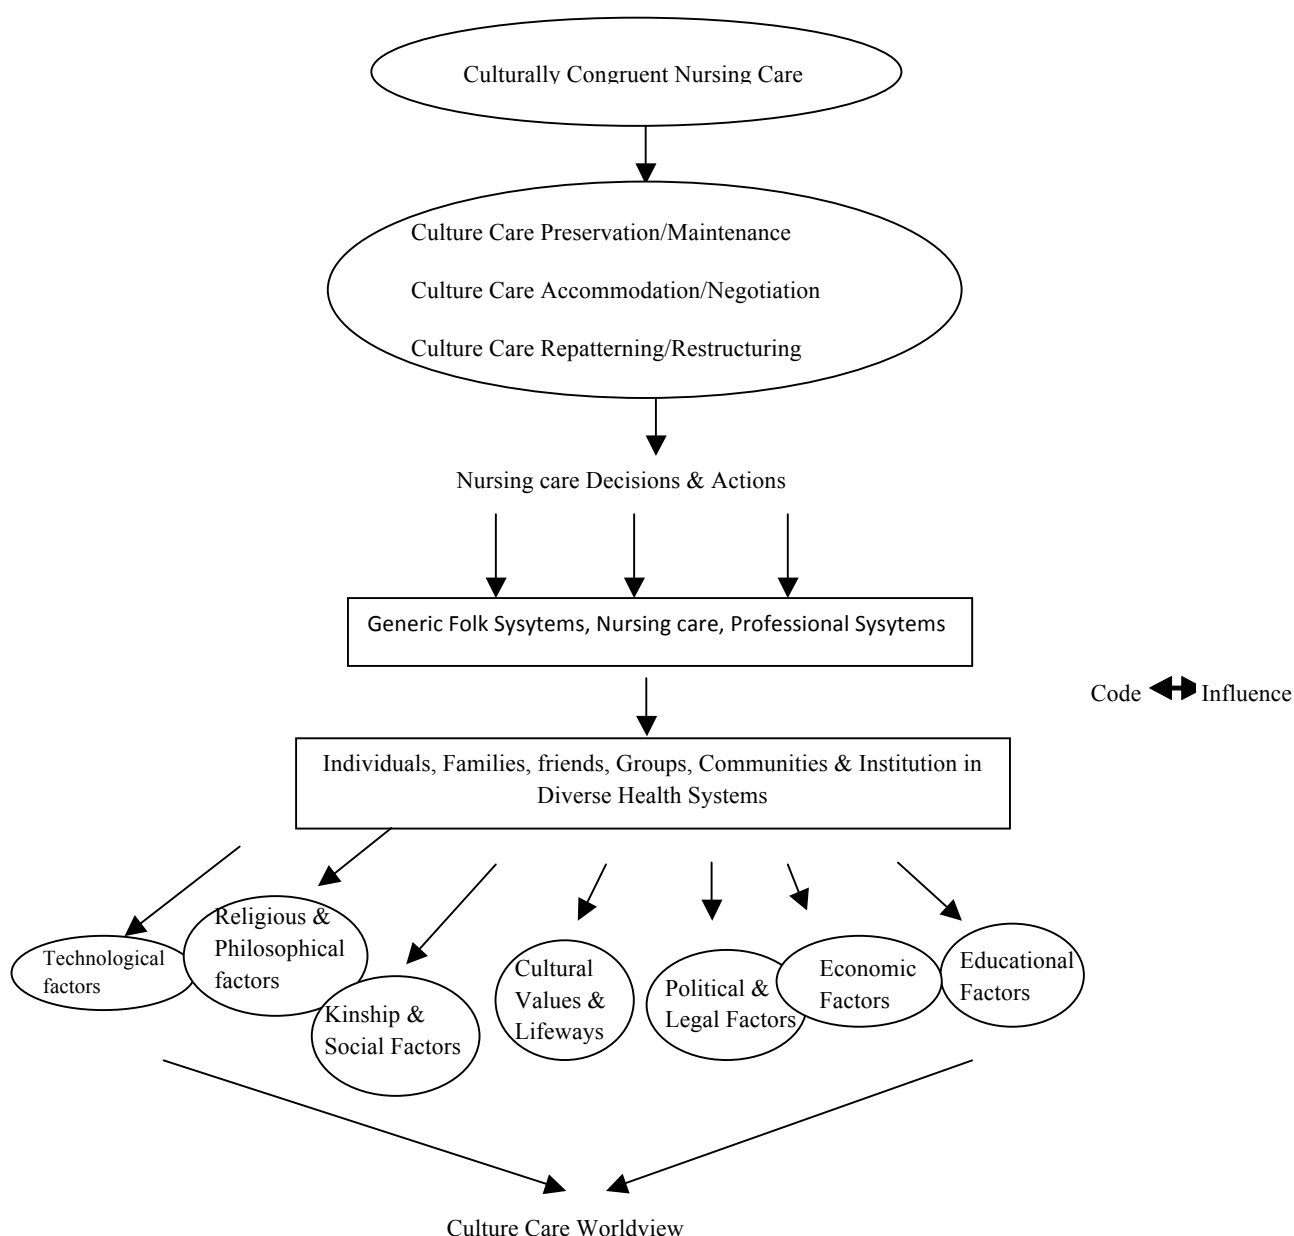 Culturally Congruent Nursing Care
Culture Care Preservation/Maintenance
Culture Care Accommodation/Negotiation
Culture Care Repatterning/Restructuring
Nursing care Decisions & Actions
Generic Folk Sysytems, Nursing care, Professional Sysytems
Code Influence
Individuals, Families, friends, Groups, Communities & Institution in
Diverse Health Systems
Technological
factors
Religious &
Philosophical
factors
Kinship &
Social Factors
Cultural
Values &
Lifeways
Political &
Legal Factors
Economic
Factors
Educational
Factors
Culture Care Worldview